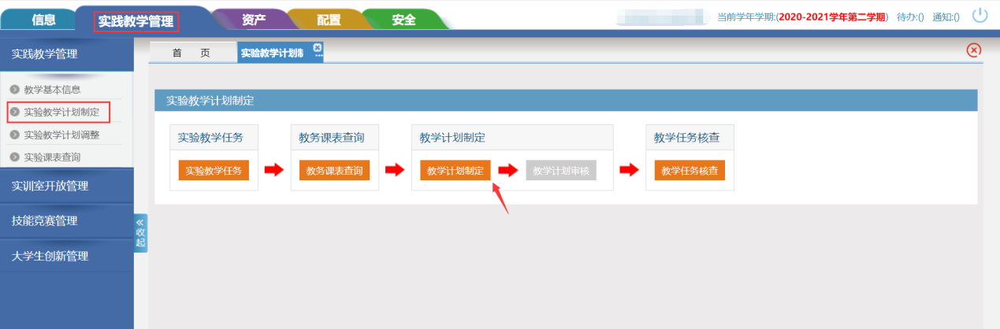 信息 实践教学管理 资产 配置 安全 当前学年学期:(2020-2021学年第二学期) 待办:() 通知:()
实践教学管理
首 页 实验教学计划制 ...
教学基本信息
实验教学计划制定
实验教学计划调整
实验课表查询
实训室开放管理
技能竞赛管理
大学生创新管理
«收起
实验教学计划制定
实验教学任务 教务课表查询 教学计划制定 教学任务核查
实验教学任务 教务课表查询 教学计划制定 教学计划审核 教学任务核查